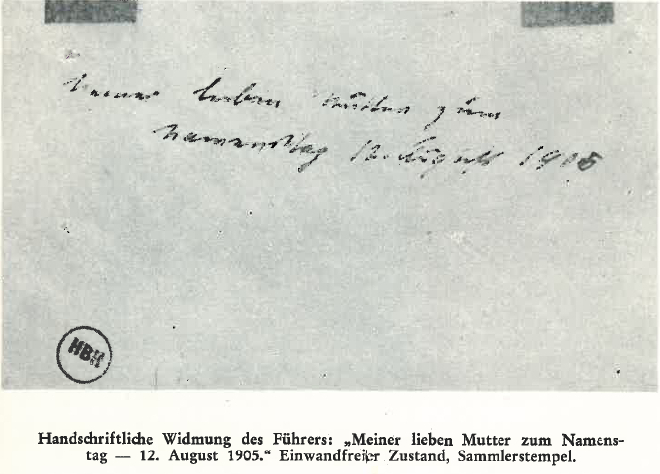 Meiner lieben Mutter zum
Namenstag 12. August 1905
HBH
Handschriftliche Widmung des Führers: „Meiner lieben Mutter zum Namens-
tag — 12. August 1905.“ Einwandfreier Zustand, Sammlerstempel.